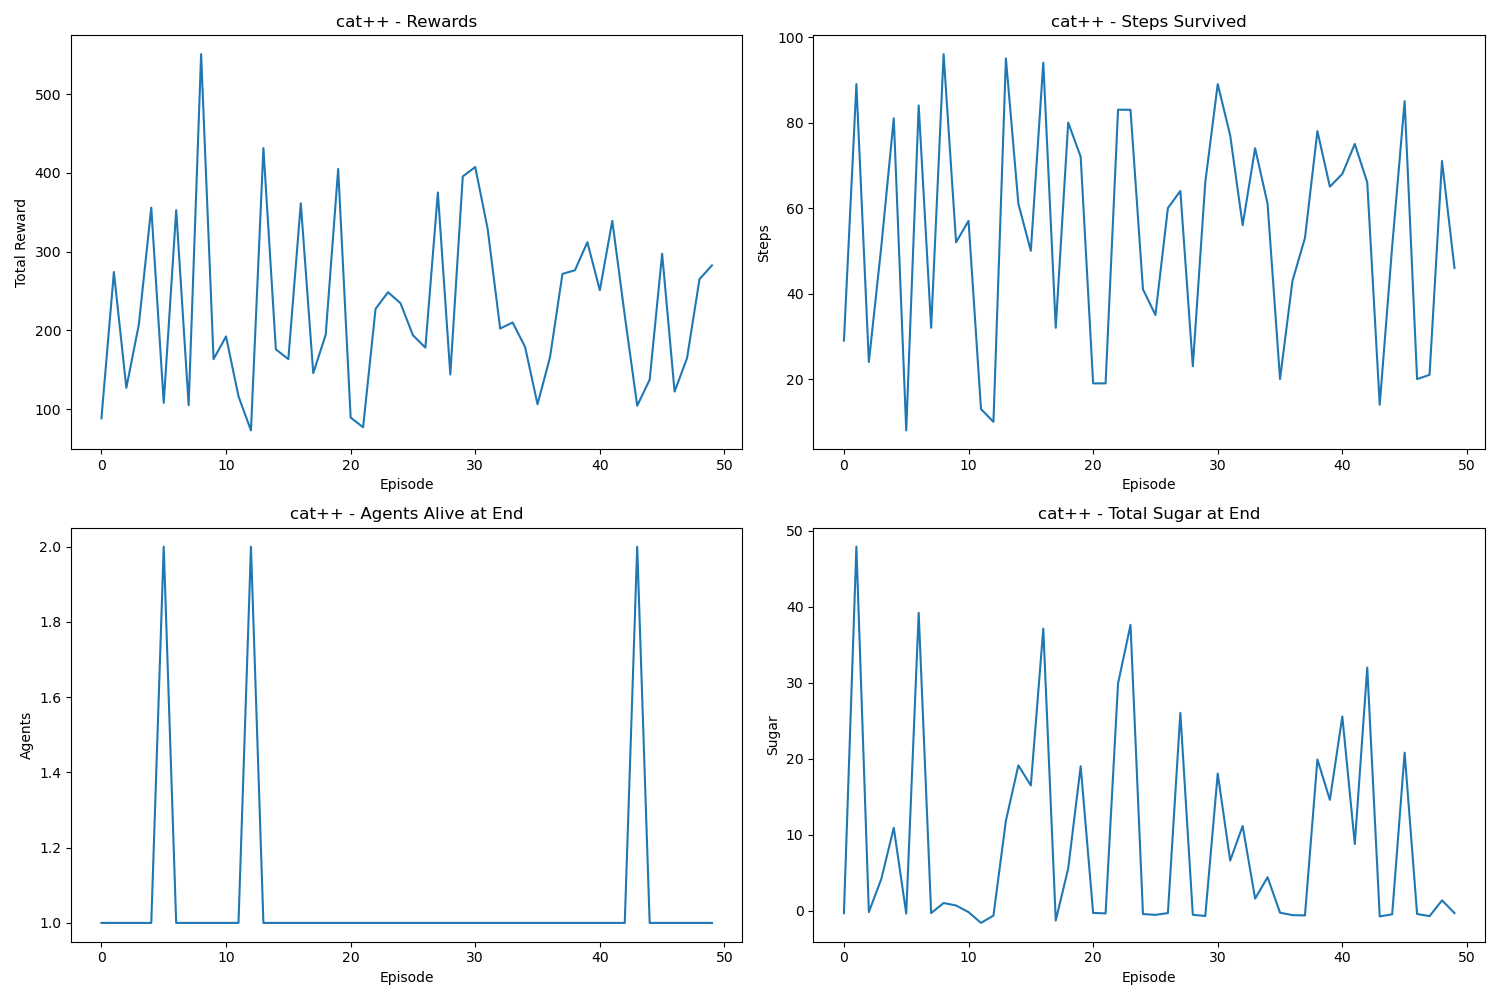 cat++ - Rewards
Total Reward
500
400
300
200
100
0 10 20 30 40 50
Episode
cat++ - Steps Survived
Steps
100
80
60
40
20
0 10 20 30 40 50
Episode
cat++ - Agents Alive at End
Agents
2.0
1.8
1.6
1.4
1.2
1.0
0 10 20 30 40 50
Episode
cat++ - Total Sugar at End
Sugar
50
40
30
20
10
0
0 10 20 30 40 50
Episode